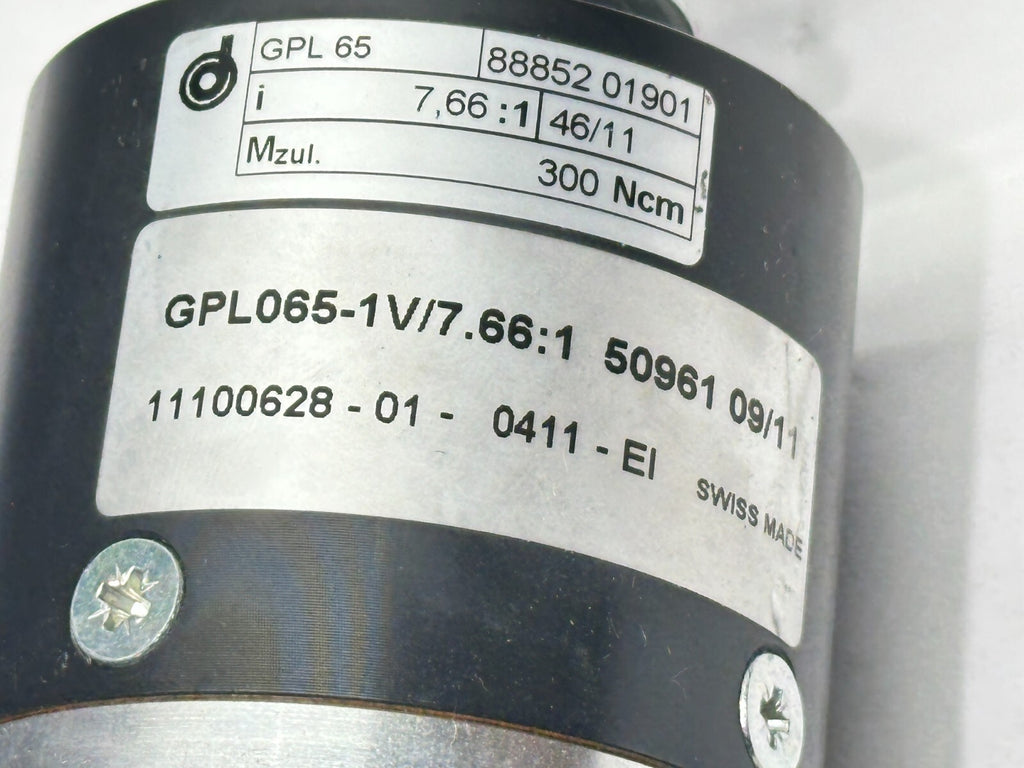 GPL 65 88852 01901
i 7,66 :1 46/11
Mzul. 300 Ncm
GPL065-1V/7.66:1 50961 09/11
11100628 - 01 - 0411 - EI
SWISS MADE